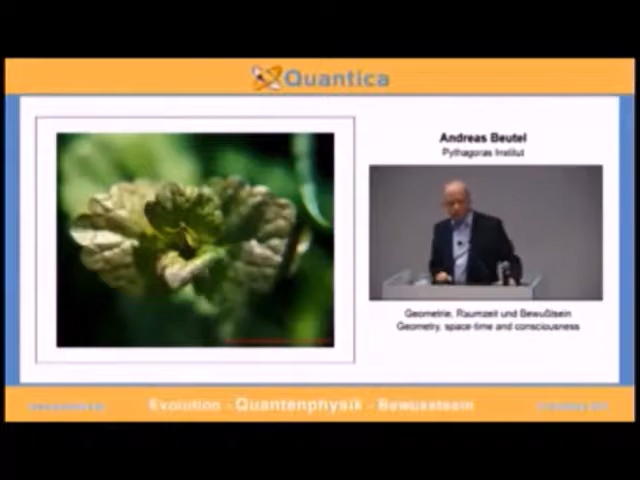 Quantica
Andreas Beutel
Pythagoras Institut
Geometrie, Raumzeit und Bewußtsein
Geometry, space-time and consciousness
Evolution - Quantenphysik - Bewusstsein